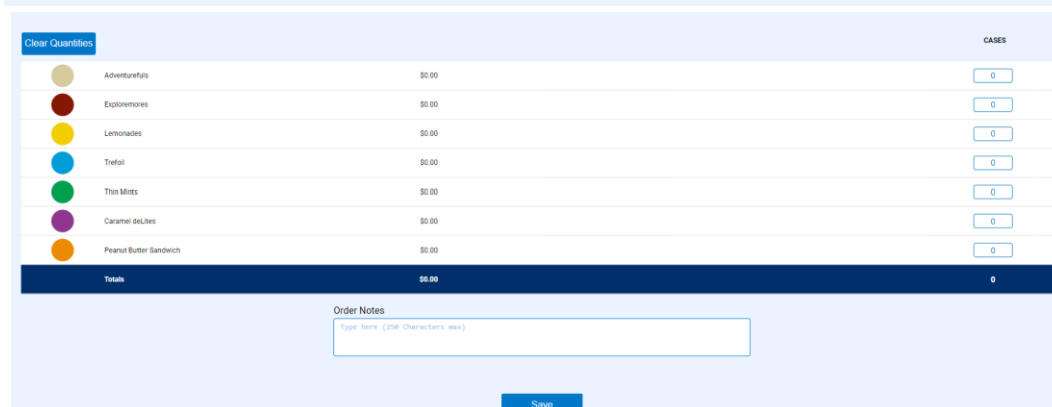 Clear Quantities CASES
Adventurefuls $0.00 0
Exploremores $0.00 0
Lemonades $0.00 0
Trefoil $0.00 0
Thin Mints $0.00 0
Caramel deLites $0.00 0
Peanut Butter Sandwich $0.00 0
Totals $0.00 0
Order Notes
Type here (250 Characters max)
Save